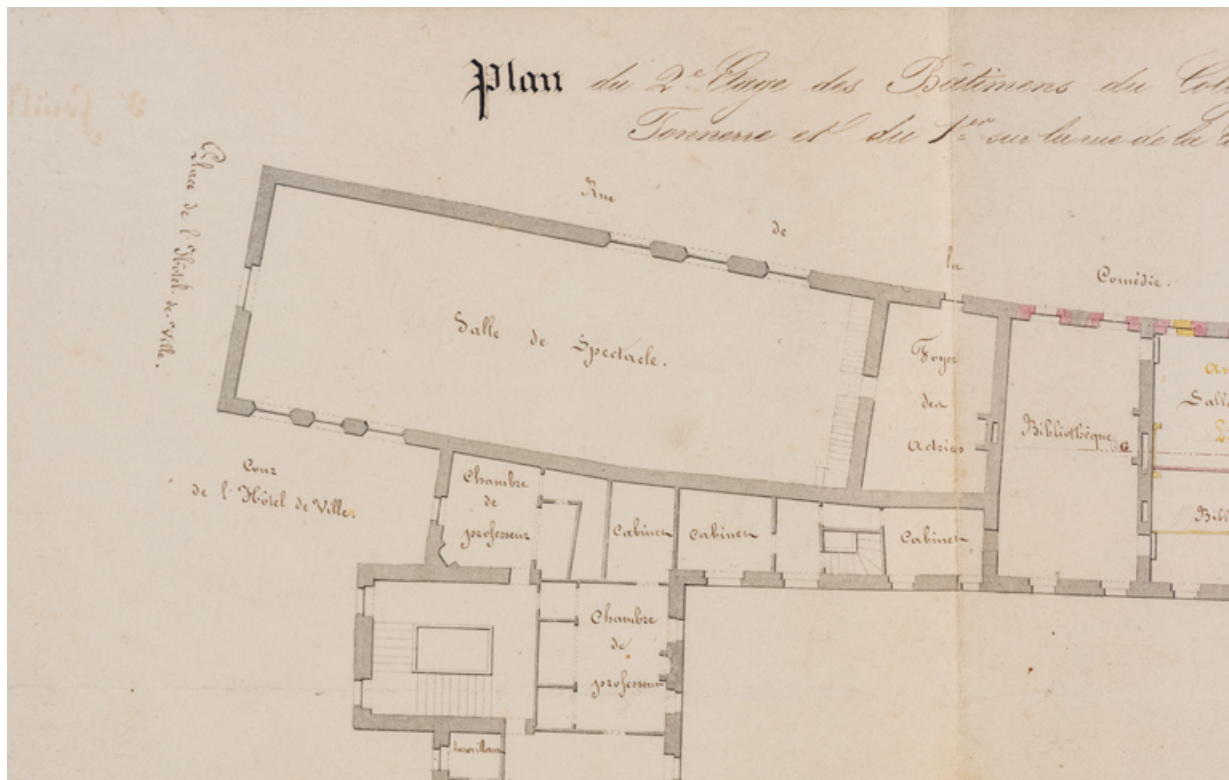 Plan du 2e Etage des Bâtimens du
Tonnerre et du 1er sur la rue de la
Place de l'Hôtel de Ville.
Rue
de
la
Comédie.
Salle de Spectacle.
Foyer
des
Actrices
Bibliothèque
Salle
Cour
de l'Hôtel de Ville.
Chambre
de
professeur
Cabinet
Cabinet
Cabinet
Chambre
de
professeur